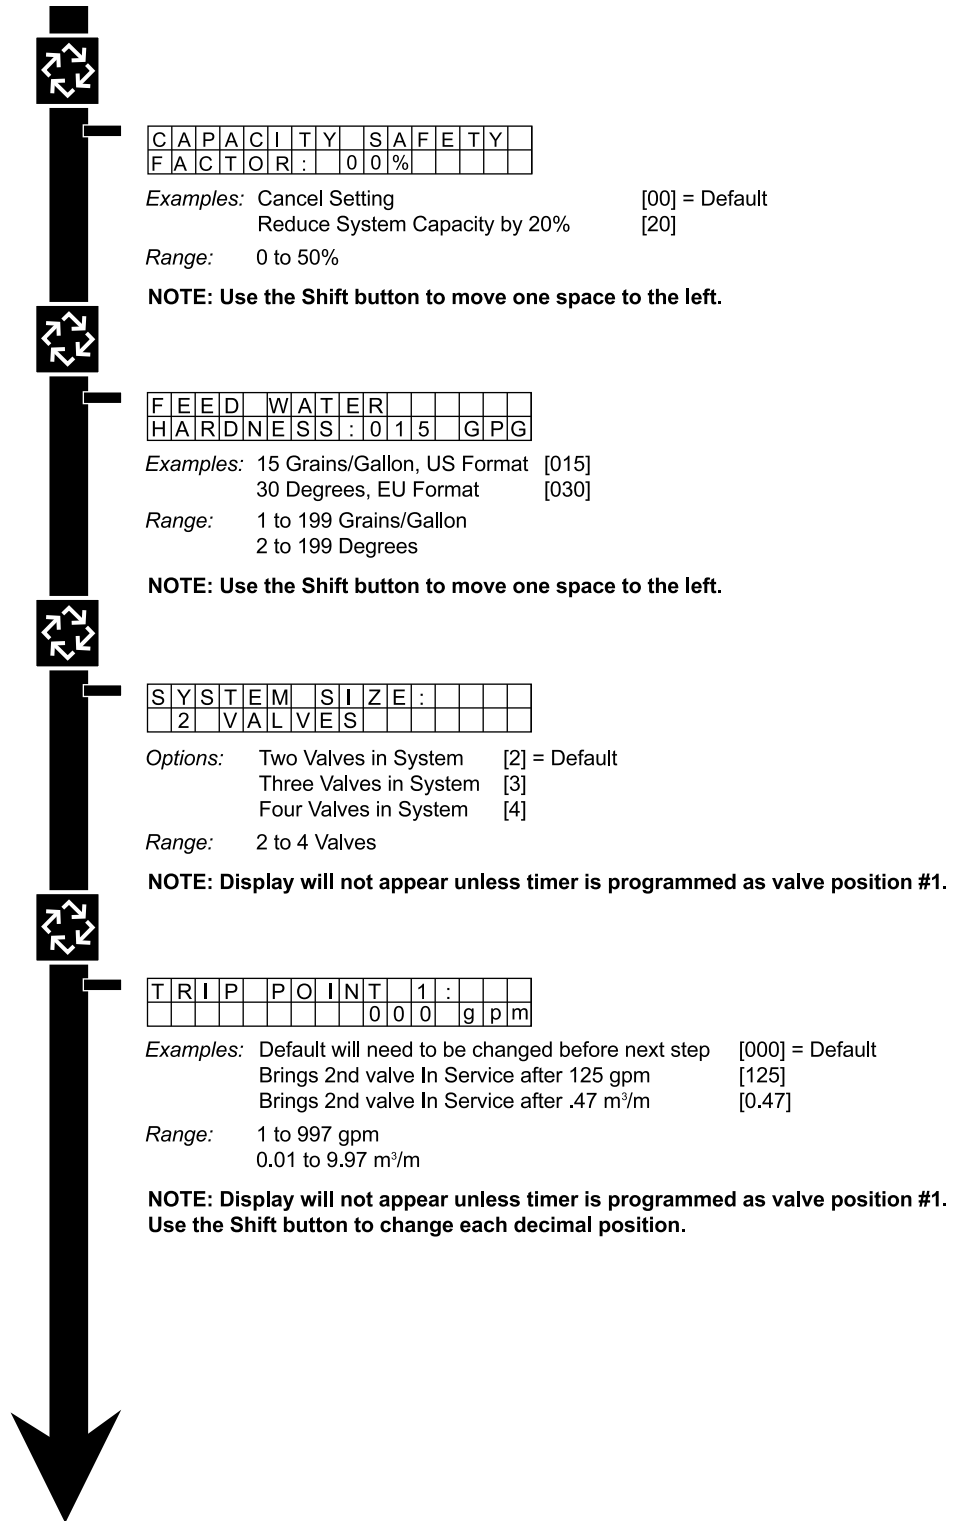 CAPACITY SAFETY
FACTOR: 00%
Examples: Cancel Setting [00] = Default
Reduce System Capacity by 20% [20]
Range: 0 to 50%
NOTE: Use the Shift button to move one space to the left.
FEED WATER
HARDNESS:015 GPG
Examples: 15 Grains/Gallon, US Format [015]
30 Degrees, EU Format [030]
Range: 1 to 199 Grains/Gallon
2 to 199 Degrees
NOTE: Use the Shift button to move one space to the left.
SYSTEM SIZE:
2 VALVES
Options: Two Valves in System [2] = Default
Three Valves in System [3]
Four Valves in System [4]
Range: 2 to 4 Valves
NOTE: Display will not appear unless timer is programmed as valve position #1.
TRIP POINT 1:
000 gpm
Examples: Default will need to be changed before next step [000] = Default
Brings 2nd valve In Service after 125 gpm [125]
Brings 2nd valve In Service after .47 m³/m [0.47]
Range: 1 to 997 gpm
0.01 to 9.97 m³/m
NOTE: Display will not appear unless timer is programmed as valve position #1.
Use the Shift button to change each decimal position.